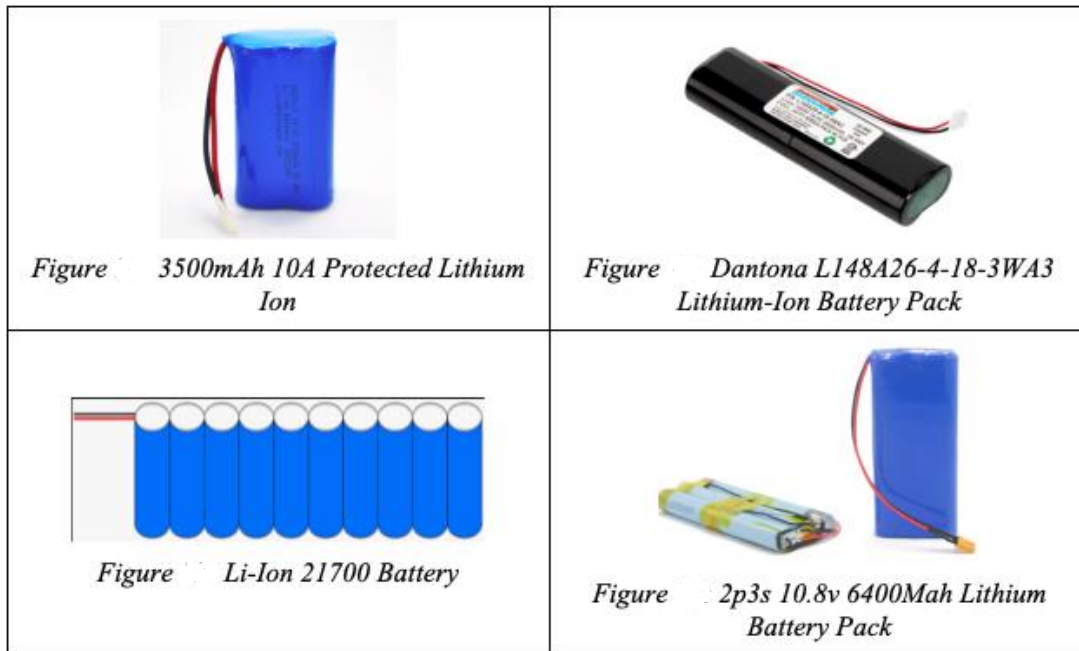 Figure 3500mAh 10A Protected Lithium
Ion
Figure Dantona L148A26-4-18-3WA3
Lithium-Ion Battery Pack
Figure Li-Ion 21700 Battery
Figure 2p3s 10.8v 6400Mah Lithium
Battery Pack